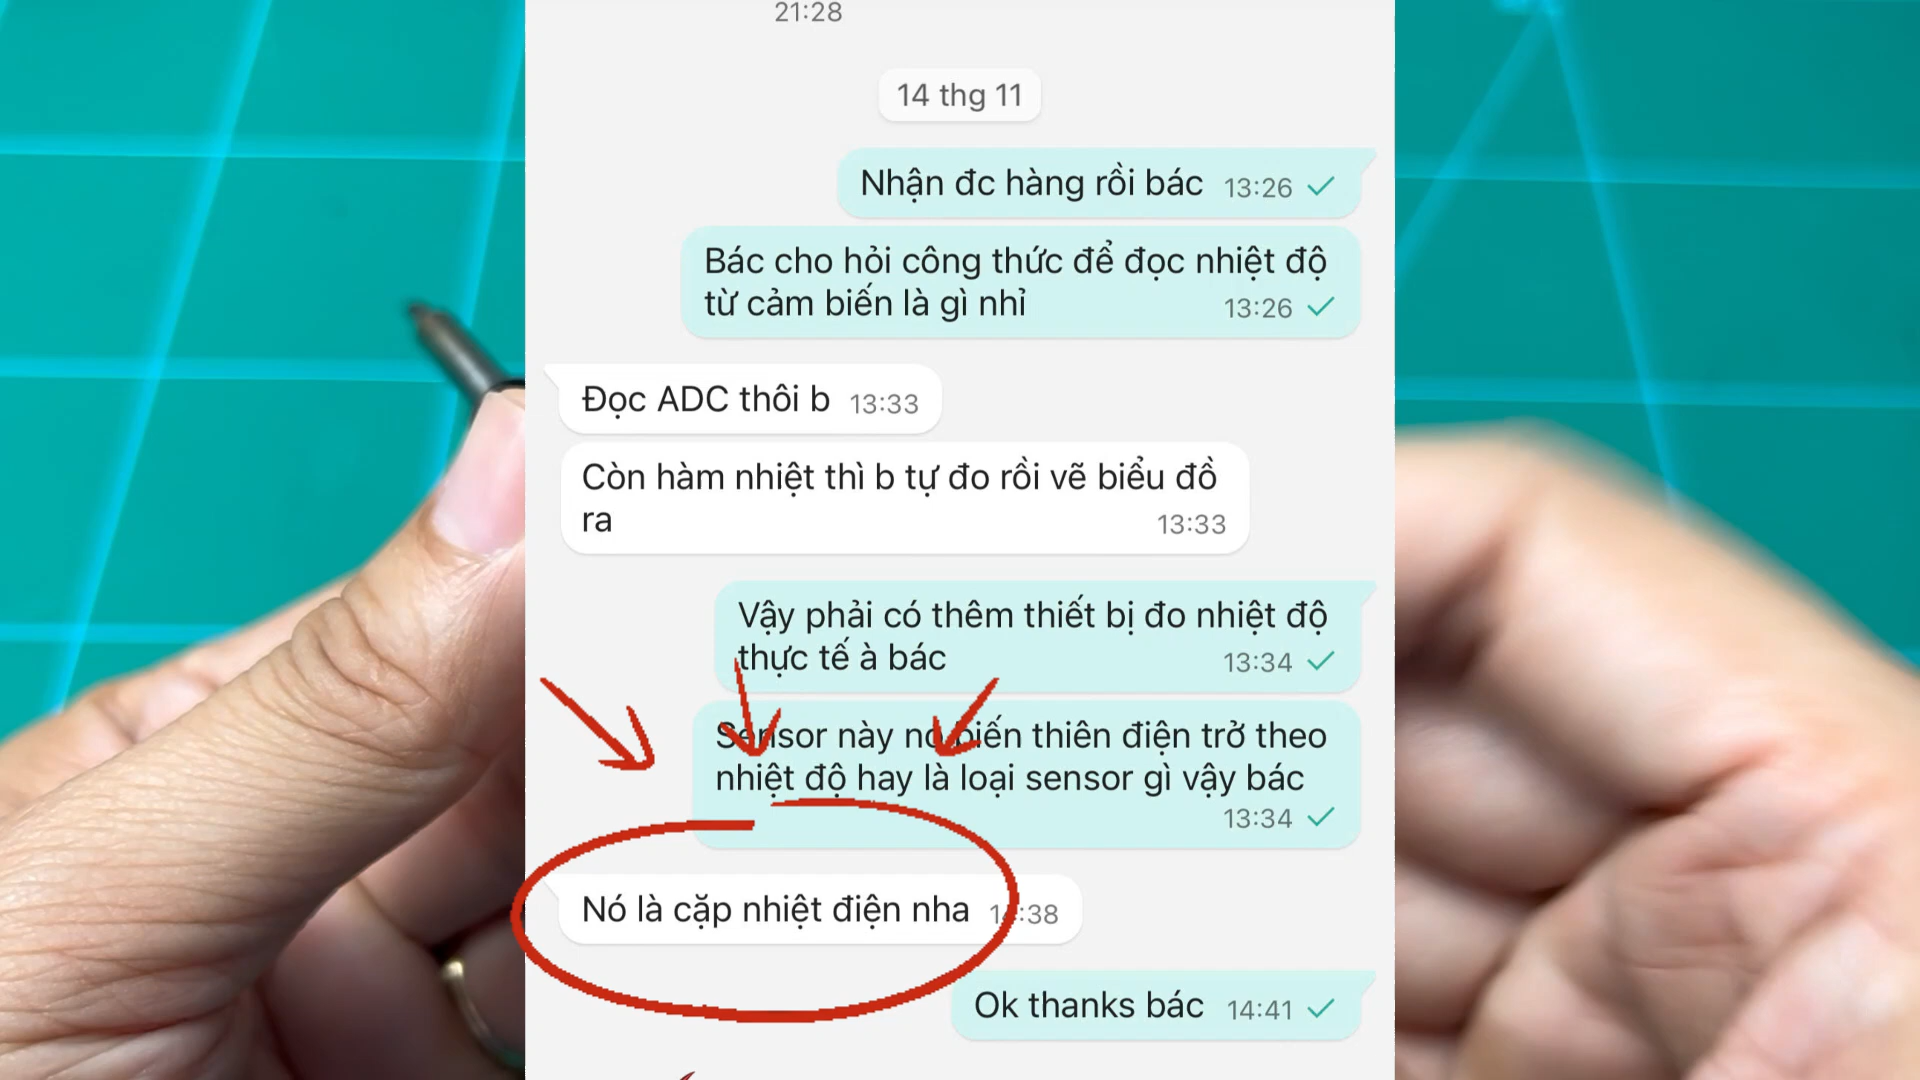 21:28
14 thg 11
Nhận đc hàng rồi bác 13:26
Bác cho hỏi công thức để đọc nhiệt độ
từ cảm biến là gì nhỉ 13:26
Đọc ADC thôi b 13:33
Còn hàm nhiệt thì b tự đo rồi vẽ biểu đồ
ra 13:33
Vậy phải có thêm thiết bị đo nhiệt độ
thực tế à bác 13:34
Sensor này nó biến thiên điện trở theo
nhiệt độ hay là loại sensor gì vậy bác
13:34
Nó là cặp nhiệt điện nha
Ok thanks bác 14:41